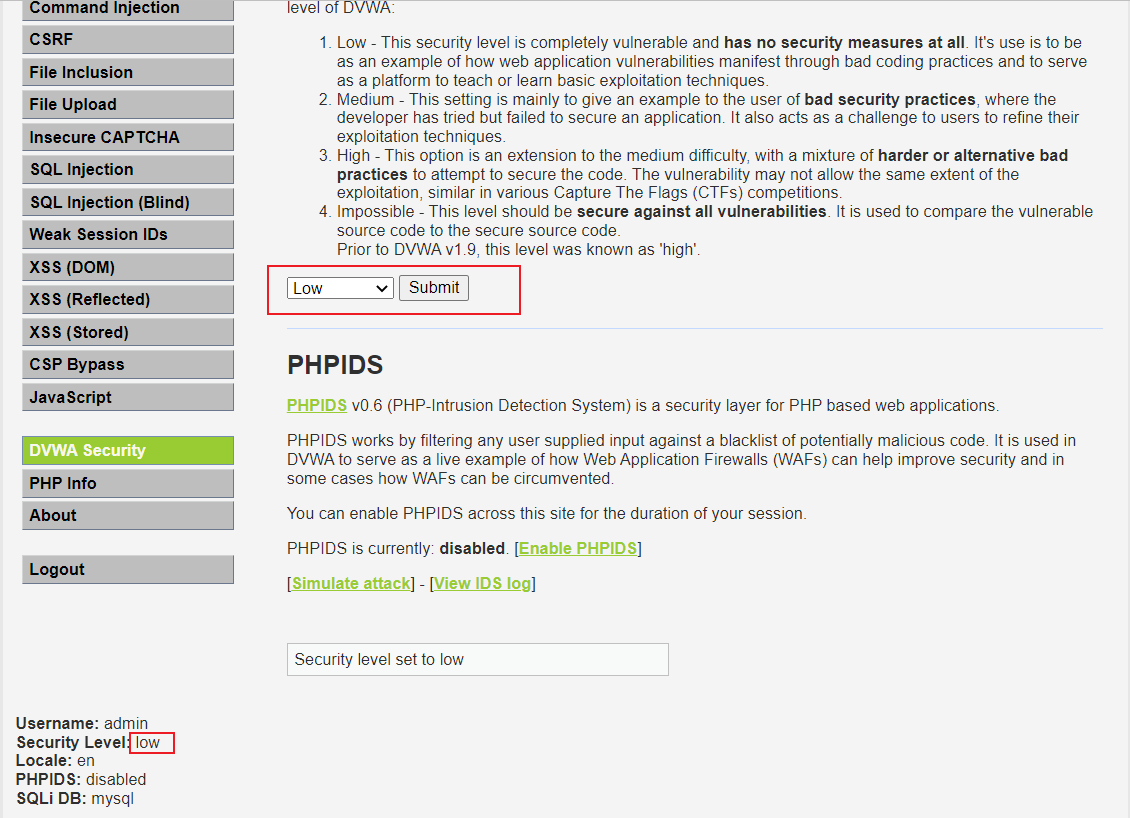 Command Injection
CSRF
File Inclusion
File Upload
Insecure CAPTCHA
SQL Injection
SQL Injection (Blind)
Weak Session IDs
XSS (DOM)
XSS (Reflected)
XSS (Stored)
CSP Bypass
JavaScript
DVWA Security
PHP Info
About
Logout
level of DVWA:
1. Low - This security level is completely vulnerable and has no security measures at all. It's use is to be
as an example of how web application vulnerabilities manifest through bad coding practices and to serve
as a platform to teach or learn basic exploitation techniques.
2. Medium - This setting is mainly to give an example to the user of bad security practices, where the
developer has tried but failed to secure an application. It also acts as a challenge to users to refine their
exploitation techniques.
3. High - This option is an extension to the medium difficulty, with a mixture of harder or alternative bad
practices to attempt to secure the code. The vulnerability may not allow the same extent of the
exploitation, similar in various Capture The Flags (CTFs) competitions.
4. Impossible - This level should be secure against all vulnerabilities. It is used to compare the vulnerable
source code to the secure source code.
Prior to DVWA v1.9, this level was known as 'high'.
Low Submit
PHPIDS
PHPIDS v0.6 (PHP-Intrusion Detection System) is a security layer for PHP based web applications.
PHPIDS works by filtering any user supplied input against a blacklist of potentially malicious code. It is used in
DVWA to serve as a live example of how Web Application Firewalls (WAFs) can help improve security and in
some cases how WAFs can be circumvented.
You can enable PHPIDS across this site for the duration of your session.
PHPIDS is currently: disabled. [Enable PHPIDS]
[Simulate attack] - [View IDS log]
Security level set to low
Username: admin
Security Level: low
Locale: en
PHPIDS: disabled
SQLi DB: mysql